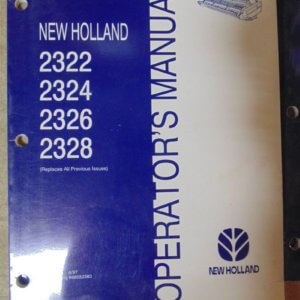 NEW HOLLAND
2322
2324
2326
2328
(Replaces All Previous Issues)
OPERATOR'S MANUAL
NEW HOLLAND